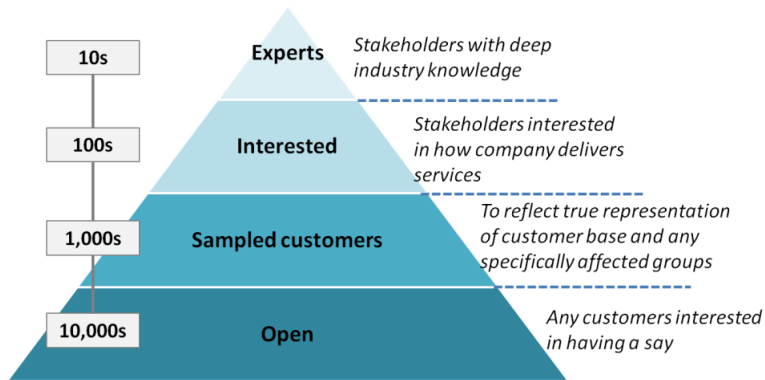 10s
Experts
Stakeholders with deep
industry knowledge
100s
Interested
Stakeholders interested
in how company delivers
services
1,000s
Sampled customers
To reflect true representation
of customer base and any
specifically affected groups
10,000s
Open
Any customers interested
in having a say